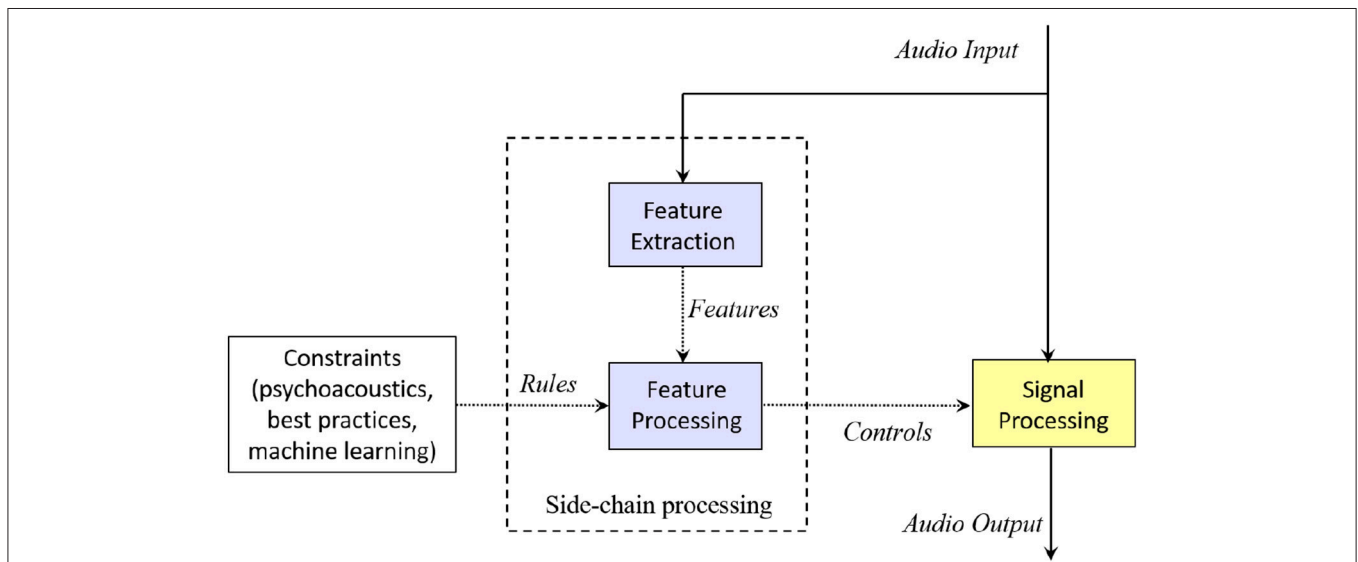 Audio Input
Feature
Extraction
Features
Constraints
(psychoacoustics,
best practices,
machine learning)
Rules
Feature
Processing
Controls
Signal
Processing
Side-chain processing
Audio Output